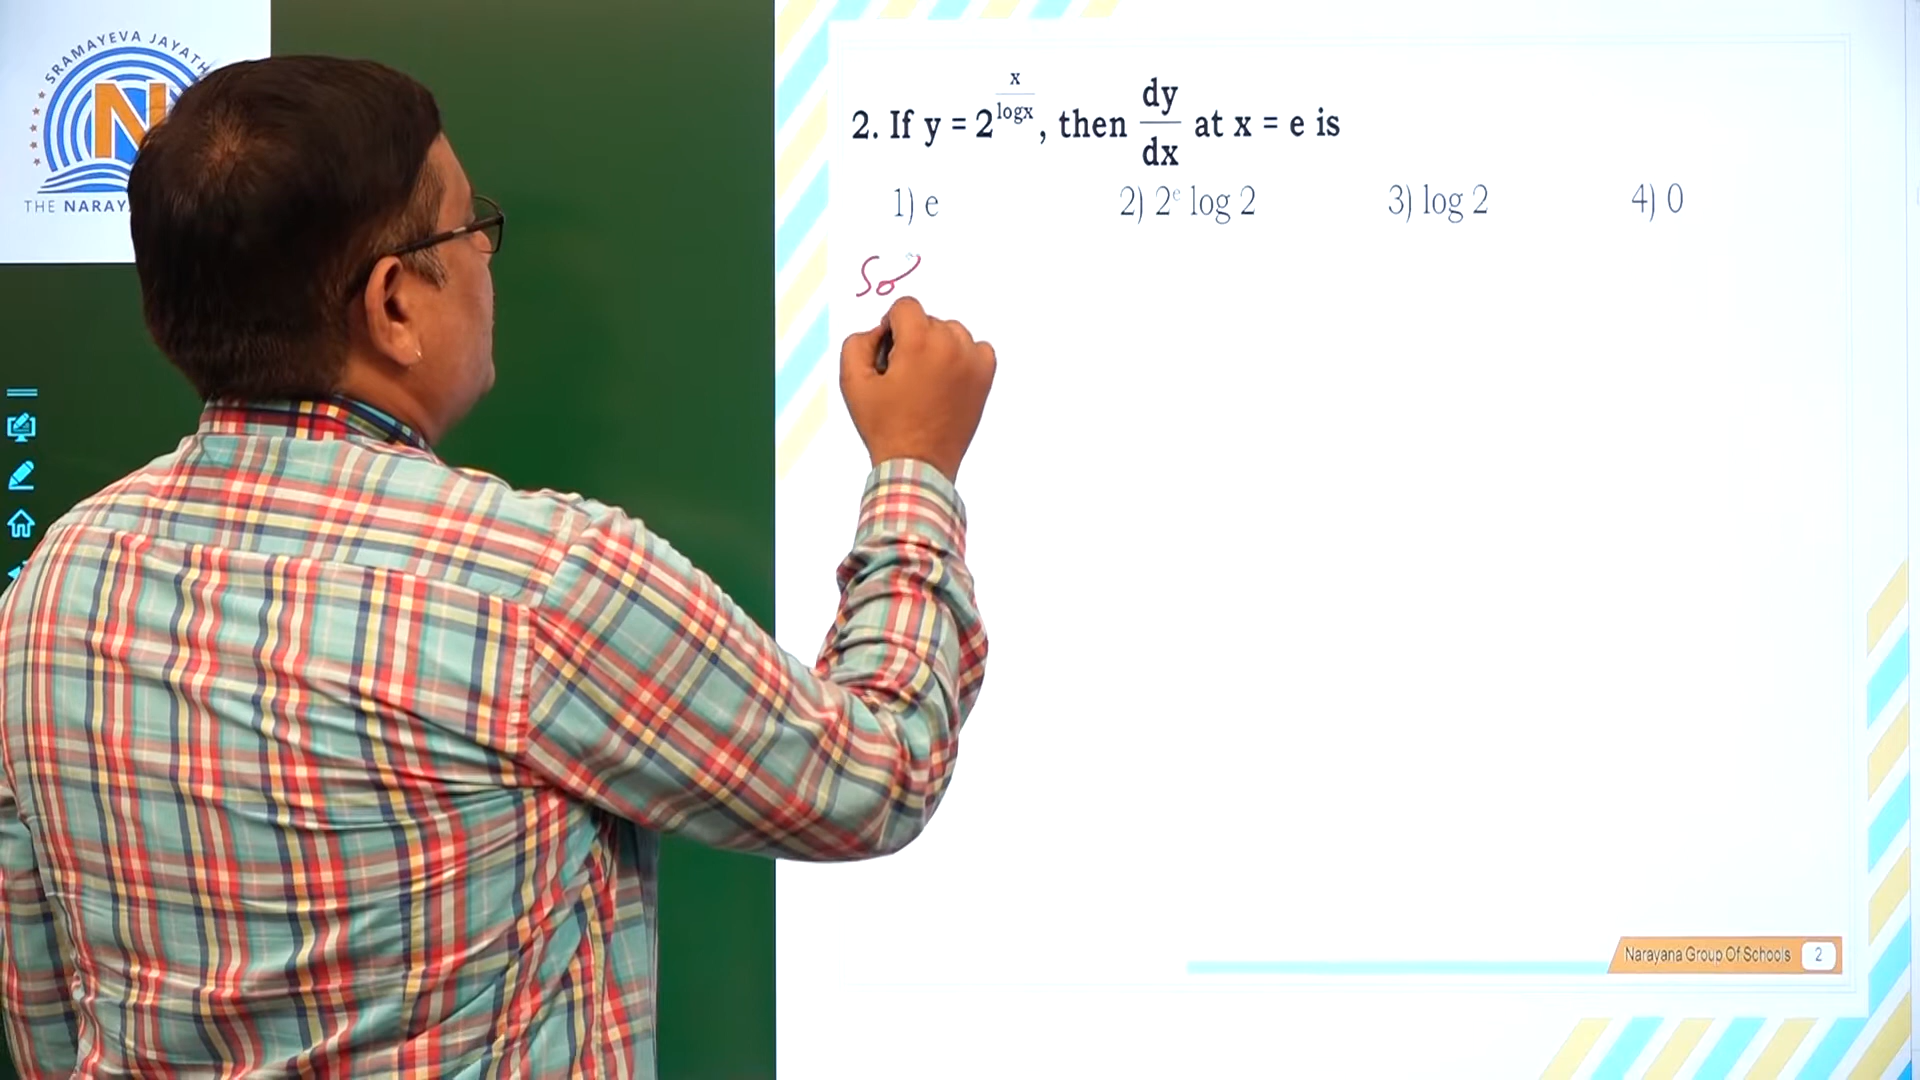 SRAMAYEVA JAYATH
N
THE NARAY
2. If y = 2^(x/logx), then dy/dx at x = e is
1) e 2) 2^e log 2 3) log 2 4) 0
Sol
Narayana Group Of Schools 2